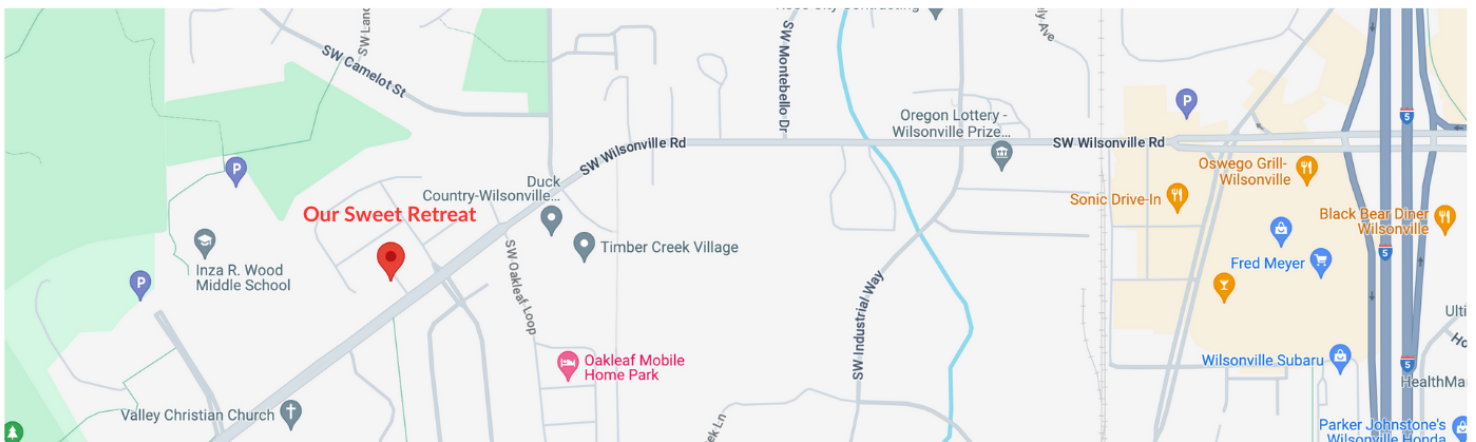 SW Camelot St
SW Montebello Dr
Oregon Lottery -
Wilsonville Prize...
SW Wilsonville Rd
SW Wilsonville Rd
5
Oswego Grill-
Wilsonville
Duck
Country-Wilsonville...
Sonic Drive-In
Our Sweet Retreat
Black Bear Diner
Wilsonville
Timber Creek Village
5
Fred Meyer
Inza R. Wood
Middle School
SW Oakleaf Loop
SW Industrial Way
Oakleaf Mobile
Home Park
Wilsonville Subaru
5
Valley Christian Church
Parker Johnstone's
Wilsonville Honda
P
P
P